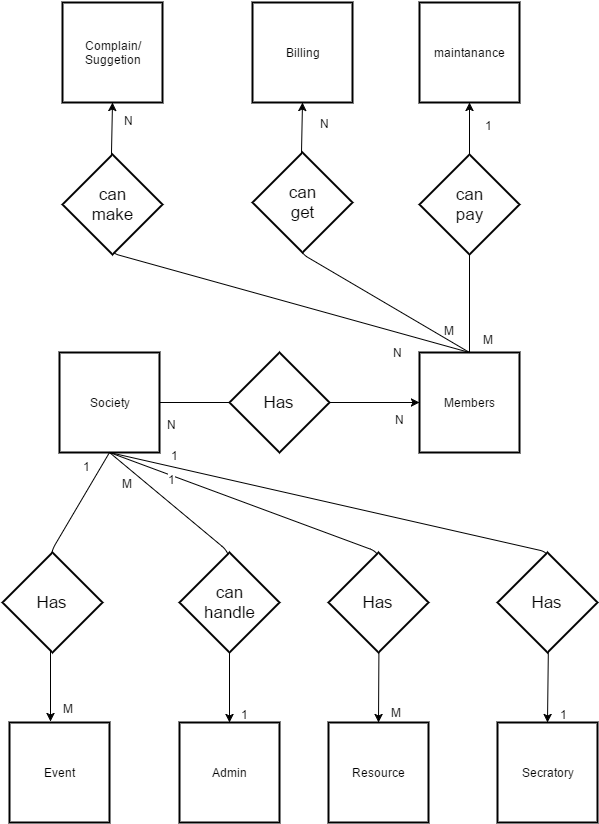 Complain/
Suggetion
Billing
maintanance
N
N
1
can
make
can
get
can
pay
M
M
N
Society
Has
Members
N
N
1
1
M
1
Has
can
handle
Has
Has
M
1
M
1
Event
Admin
Resource
Secratory